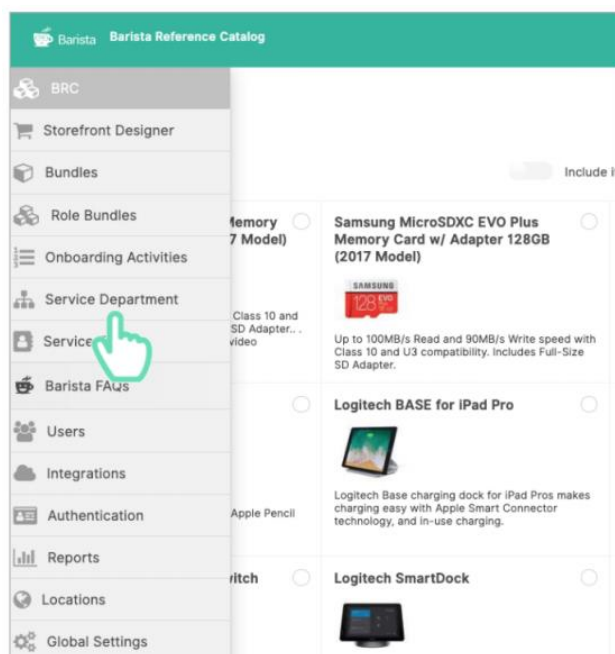 Barista Barista Reference Catalog
BRC
Storefront Designer
Bundles
Role Bundles
Onboarding Activities
Service Department
Service
Barista FAQs
Users
Integrations
Authentication
Reports
Locations
Global Settings
Include
Memory
7 Model)
Class 10 and
SD Adapter...
video
Apple Pencil
Samsung MicroSDXC EVO Plus
Memory Card w/ Adapter 128GB
(2017 Model)
SAMSUNG
128 EVO
Up to 100MB/s Read and 90MB/s Write speed with
Class 10 and U3 compatibility. Includes Full-Size
SD Adapter.
Logitech BASE for iPad Pro
Logitech Base charging dock for iPad Pros makes
charging easy with Apple Smart Connector
technology, and in-use charging.
Logitech SmartDock